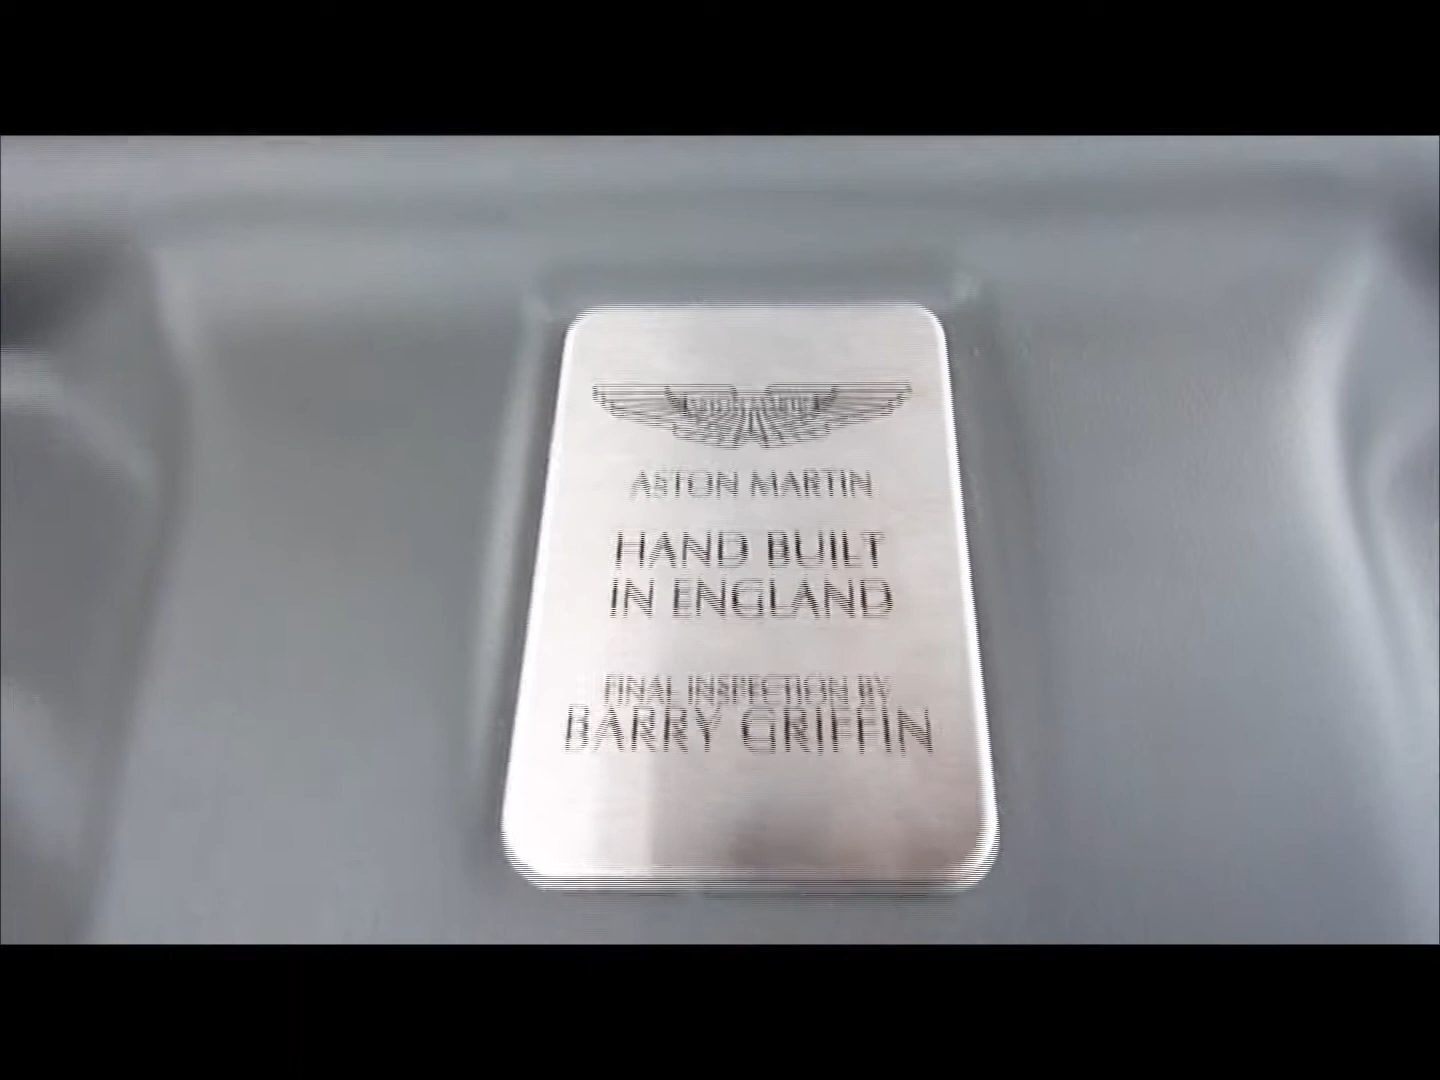 ASTON MARTIN
HAND BUILT
IN ENGLAND
FINAL INSPECTION BY
BARRY GRIFFIN